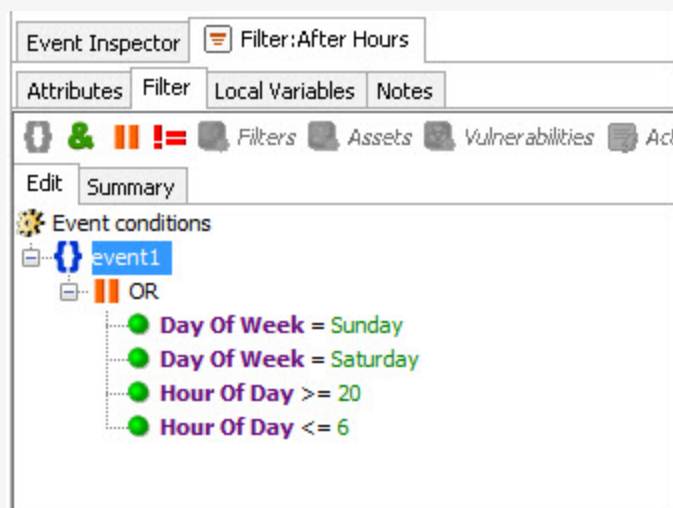 Event Inspector Filter:After Hours
Attributes Filter Local Variables Notes
& != Filters Assets Vulnerabilities
Edit Summary
Event conditions
event1
OR
Day Of Week = Sunday
Day Of Week = Saturday
Hour Of Day >= 20
Hour Of Day <= 6